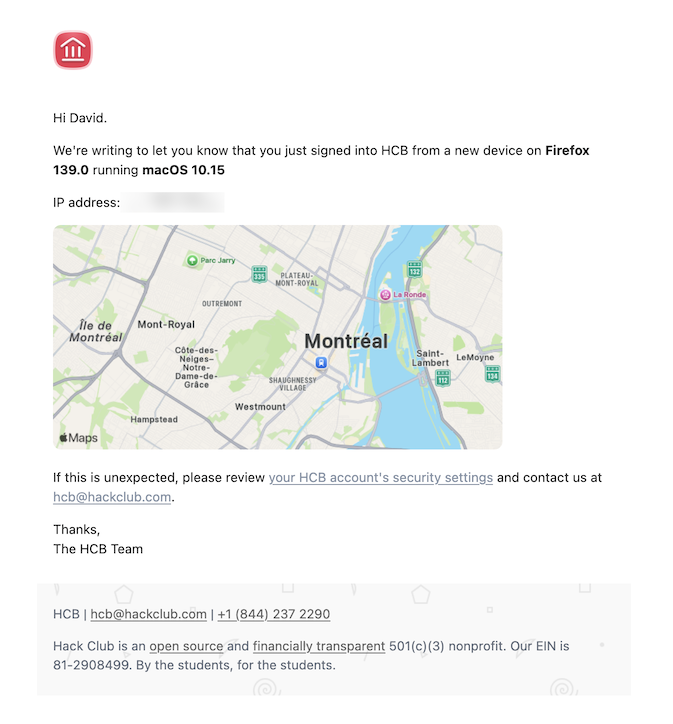 Hi David.
We're writing to let you know that you just signed into HCB from a new device on Firefox
139.0 running macOS 10.15
IP address:
Parc Jarry
335
PLATEAU-
MONT-ROYAL
132
La Ronde
OUTREMONT
Île de
Montréal
Mont-Royal
Montréal
Côte-des-
Neiges–
Notre-
Dame-de-
Grâce
Saint-
Lambert
LeMoyne
SHAUGHNESSY
VILLAGE
112
134
Westmount
Hampstead
Maps
If this is unexpected, please review your HCB account's security settings and contact us at
hcb@hackclub.com.
Thanks,
The HCB Team
HCB | hcb@hackclub.com | +1 (844) 237 2290
Hack Club is an open source and financially transparent 501(c)(3) nonprofit. Our EIN is
81-2908499. By the students, for the students.